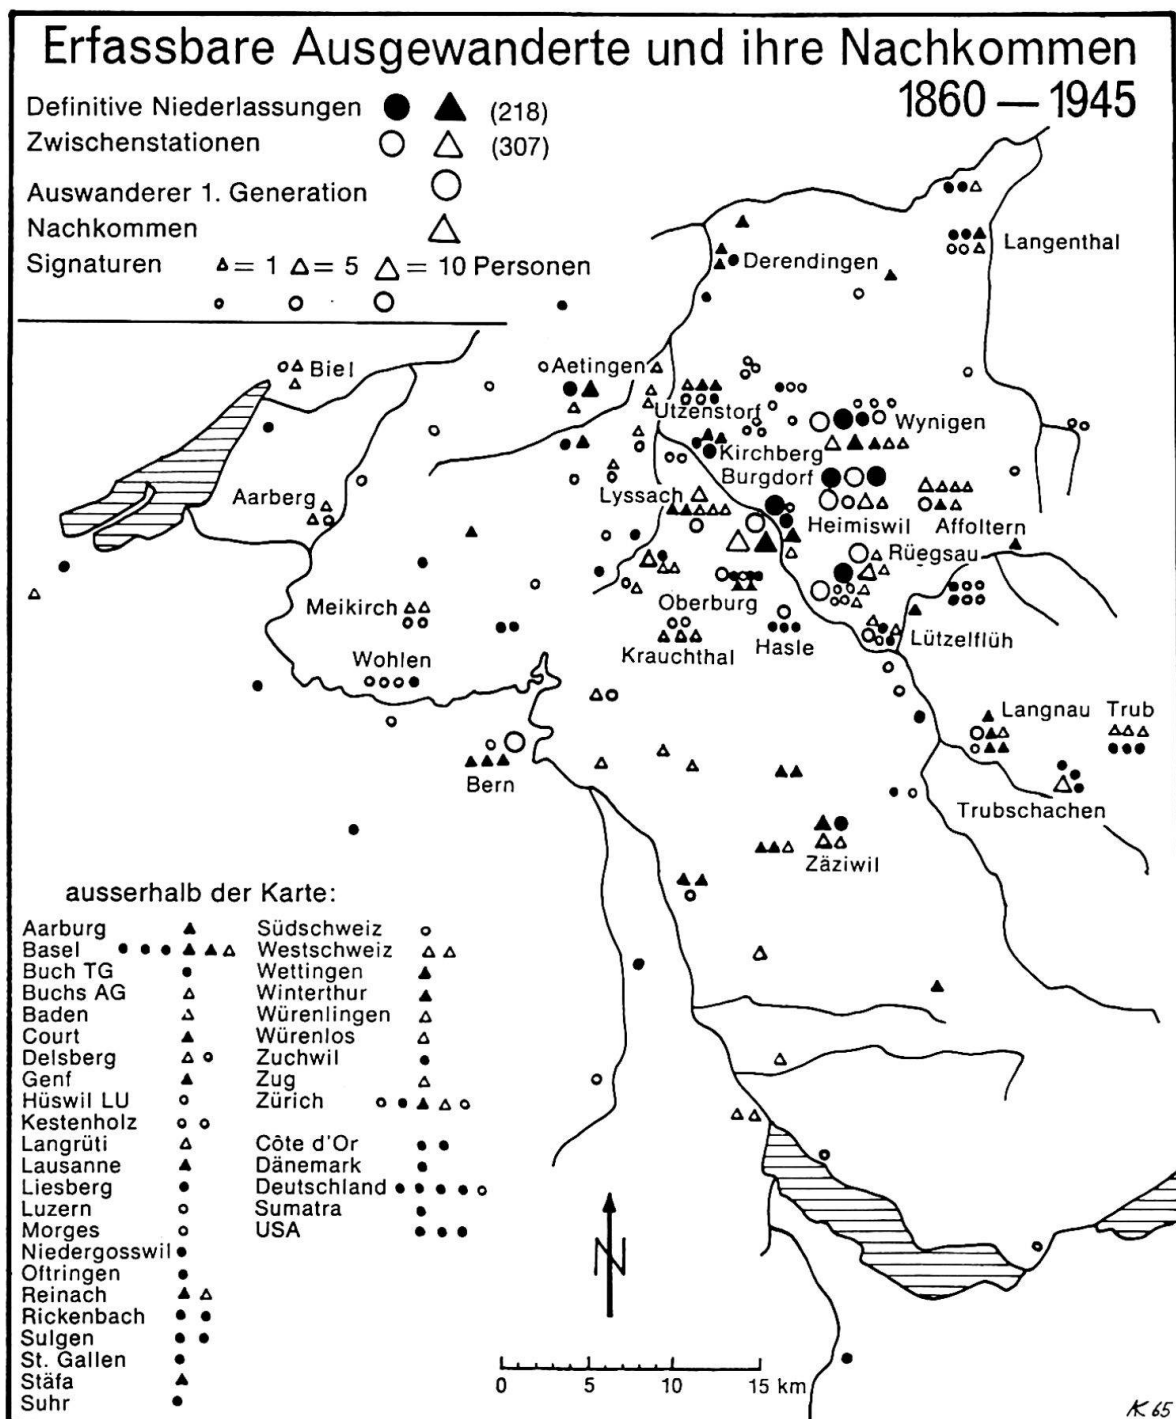 Erfassbare Ausgewanderte und ihre Nachkommen
1860 — 1945
Definitive Niederlassungen (218)
Zwischenstationen (307)
Auswanderer 1. Generation
Nachkommen
Signaturen = 1 = 5 = 10 Personen
Langenthal
Derendingen
Biel
Aetingen
Utzenstorf
Wynigen
Kirchberg
Burgdorf
Aarberg
Lyssach
Heimiswil
Affoltern
Rüegsau
Meikirch
Oberburg
Hasle
Lützelflüh
Krauchthal
Wohlen
Langnau
Trub
Bern
Trubschachen
Zäziwil
ausserhalb der Karte:
Aarburg
Basel
Buch TG
Buchs AG
Baden
Court
Delsberg
Genf
Hüswil LU
Kestenholz
Langrüti
Lausanne
Liesberg
Luzern
Morges
Niedergosswil
Oftringen
Reinach
Rickenbach
Sulgen
St. Gallen
Stäfa
Suhr
Südschweiz
Westschweiz
Wettingen
Winterthur
Würenlingen
Würenlos
Zuchwil
Zug
Zürich
Côte d'Or
Dänemark
Deutschland
Sumatra
USA
N
0 5 10 15 km
AK 65